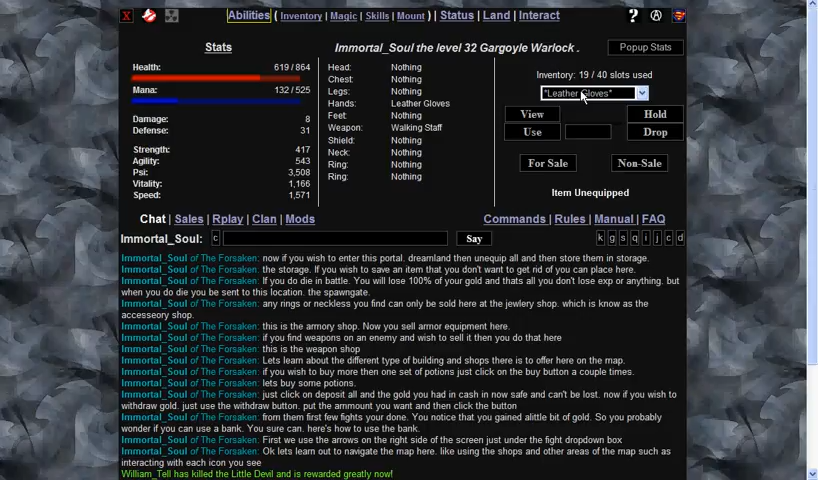 X Abilities ( Inventory | Magic | Skills | Mount ) | Status | Land | Interact ? A
Stats
Health: 619 / 864
Mana: 132 / 525
Damage: 8
Defense: 31
Strength: 417
Agility: 543
Psi: 3,508
Vitality: 1,166
Speed: 1,571
Immortal_Soul the level 32 Gargoyle Warlock .
Popup Stats
Head: Nothing
Chest: Nothing
Legs: Nothing
Hands: Leather Gloves
Feet: Nothing
Weapon: Walking Staff
Shield: Nothing
Neck: Nothing
Ring: Nothing
Ring: Nothing
Inventory: 19 / 40 slots used
*Leather Gloves*
View Hold
Use Drop
For Sale Non-Sale
Item Unequipped
Chat | Sales | Rplay | Clan | Mods
Commands | Rules | Manual | FAQ
Immortal_Soul: c Say k g s q i j c d
Immortal_Soul of The Forsaken: now if you wish to enter this portal. dreamland then unequip all and then store them in storage.
Immortal_Soul of The Forsaken: the storage. If you wish to save an item that you don't want to get rid of you can place here.
Immortal_Soul of The Forsaken: If you do die in battle. You will lose 100% of your gold and thats all you don't lose exp or anything. but
when you do die you be sent to this location. the spawngate.
Immortal_Soul of The Forsaken: any rings or neckless you find can only be sold here at the jewlery shop. which is know as the
accesseory shop.
Immortal_Soul of The Forsaken: this is the armory shop. Now you sell armor equipment here.
Immortal_Soul of The Forsaken: if you find weapons on an enemy and wish to sell it then you do that here
Immortal_Soul of The Forsaken: this is the weapon shop
Immortal_Soul of The Forsaken: Lets learn about the different type of building and shops there is to offer here on the map.
Immortal_Soul of The Forsaken: if you wish to buy more then one set of potions just click on the buy button a couple times.
Immortal_Soul of The Forsaken: lets buy some potions.
Immortal_Soul of The Forsaken: just click on deposit all and the gold you had in cash in now safe and can't be lost. now if you wish to
withdraw gold. just use the withdraw button. put the ammount you want and then click the button
Immortal_Soul of The Forsaken: from them first few fights your done. You notice that you gained alittle bit of gold. So you probably
wonder if you can use a bank. You sure can. here's how to use the bank.
Immortal_Soul of The Forsaken: First we use the arrows on the right side of the screen just under the fight dropdown box
Immortal_Soul of The Forsaken: Ok lets learn out to navigate the map here. like using the shops and other areas of the map such as
interacting with each icon you see
William_Tell has killed the Little Devil and is rewarded greatly now!